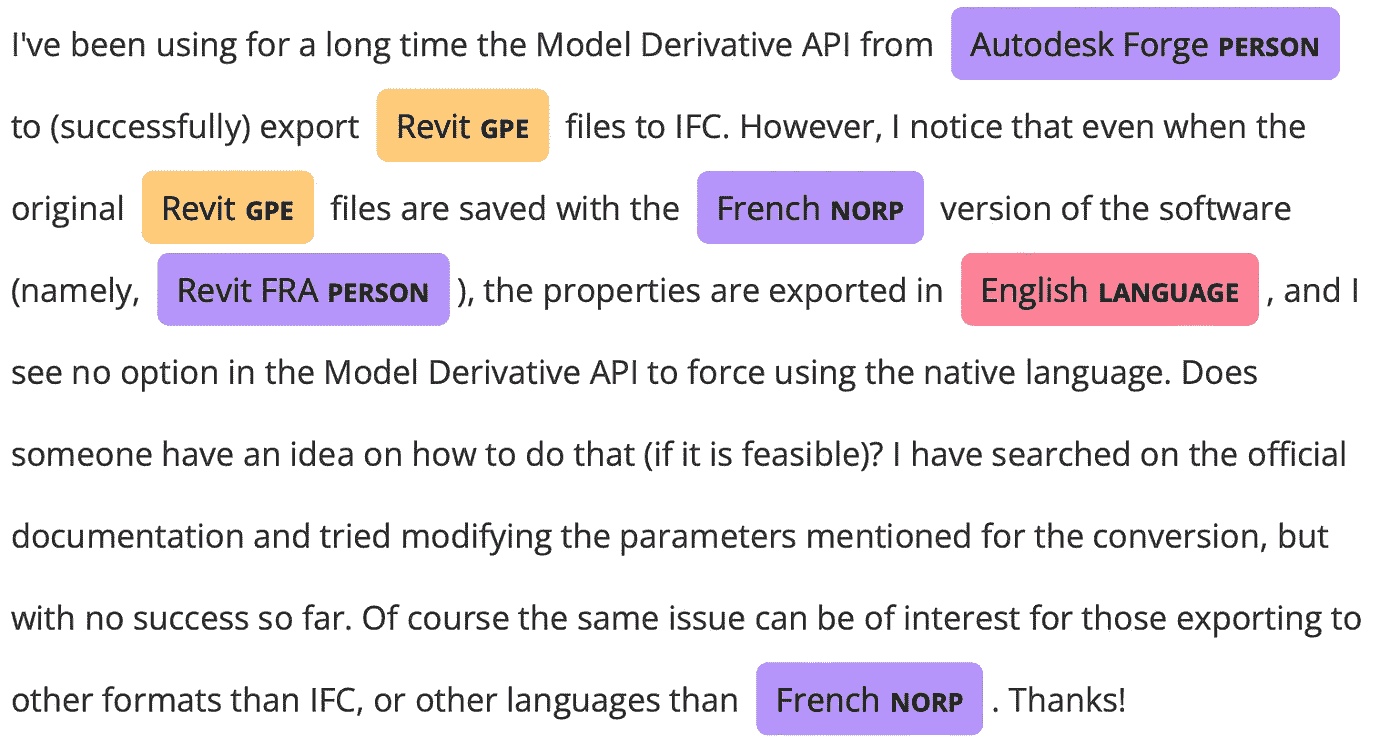 I've been using for a long time the Model Derivative API from Autodesk Forge PERSON
to (successfully) export Revit GPE files to IFC. However, I notice that even when the
original Revit GPE files are saved with the French NORP version of the software
(namely, Revit FRA PERSON ), the properties are exported in English LANGUAGE , and I
see no option in the Model Derivative API to force using the native language. Does
someone have an idea on how to do that (if it is feasible)? I have searched on the official
documentation and tried modifying the parameters mentioned for the conversion, but
with no success so far. Of course the same issue can be of interest for those exporting to
other formats than IFC, or other languages than French NORP . Thanks!